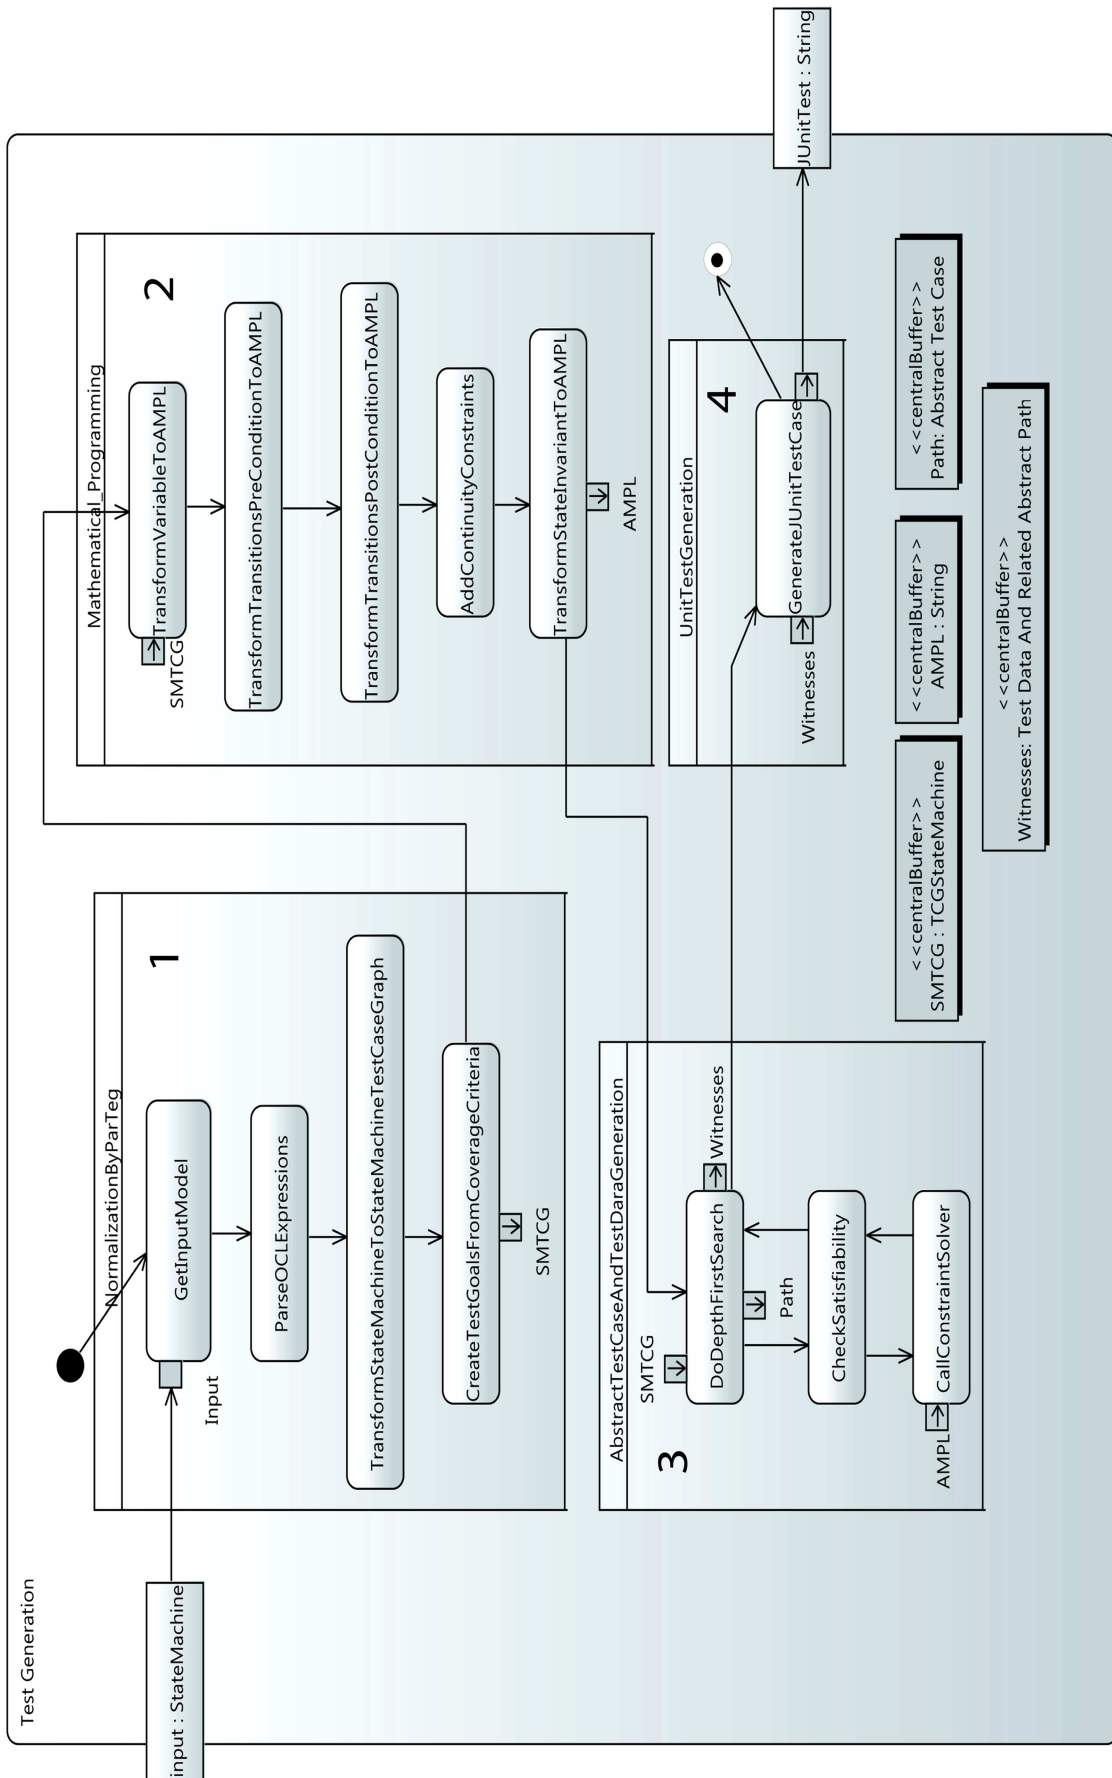 Test Generation
input : StateMachine
NormalizationByParTeg
1
GetInputModel
Input
ParseOCLExpressions
TransformStateMachineToStateMachineTestCaseGraph
CreateTestGoalsFromCoverageCriteria
SMTCG
Mathematical_Programming
2
TransformVariableToAMPL
SMTCG
TransformTransitionsPreConditionToAMPL
TransformTransitionsPostConditionToAMPL
AddContinuityConstraints
TransformStateInvariantToAMPL
AMPL
AbstractTestCaseAndTestDaraGeneration
3
SMTCG
DoDepthFirstSearch
Witnesses
Path
CheckSatisfiability
CallConstraintSolver
AMPL
UnitTestGeneration
4
GenerateJUnitTestCase
Witnesses
JUnitTest : String
<<centralBuffer>>
SMTCG : TCGStateMachine
<<centralBuffer>>
AMPL : String
<<centralBuffer>>
Path: Abstract Test Case
<<centralBuffer>>
Witnesses: Test Data And Related Abstract Path